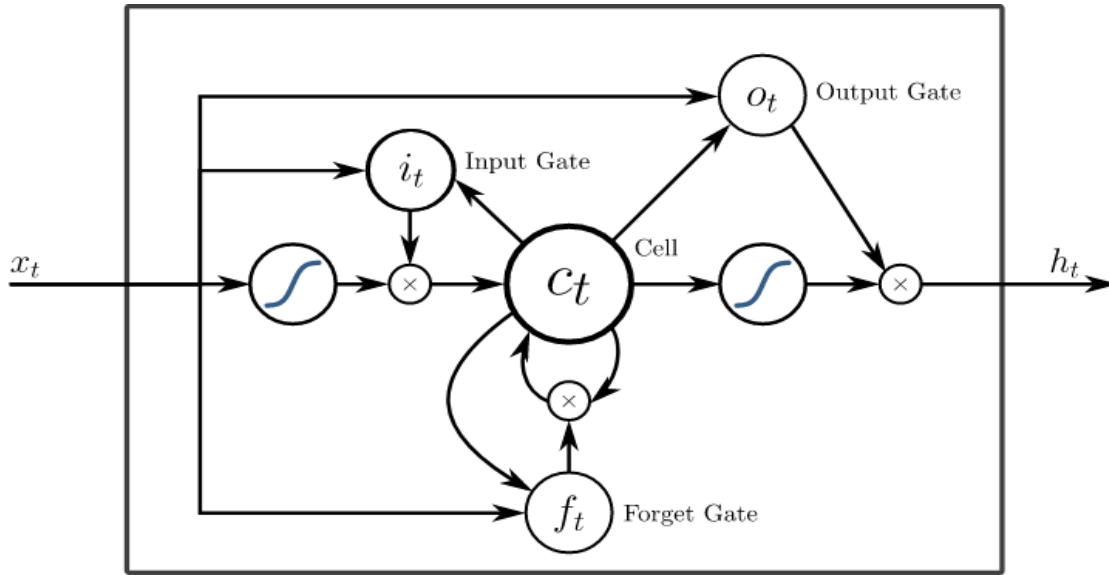 o_t Output Gate
i_t Input Gate
Cell
x_t
×
c_t
×
h_t
×
f_t Forget Gate